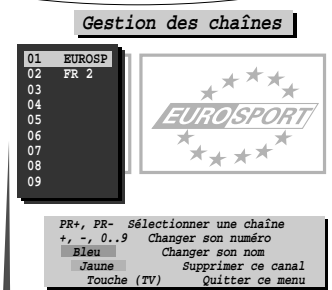 Gestion des chaînes
01 EUROSP
02 FR 2
03
04
05
06
07
08
09
EUROSPORT
PR+, PR- Sélectionner une chaîne
+, -, 0..9 Changer son numéro
Bleu Changer son nom
Jaune Supprimer ce canal
Touche (TV) Quitter ce menu